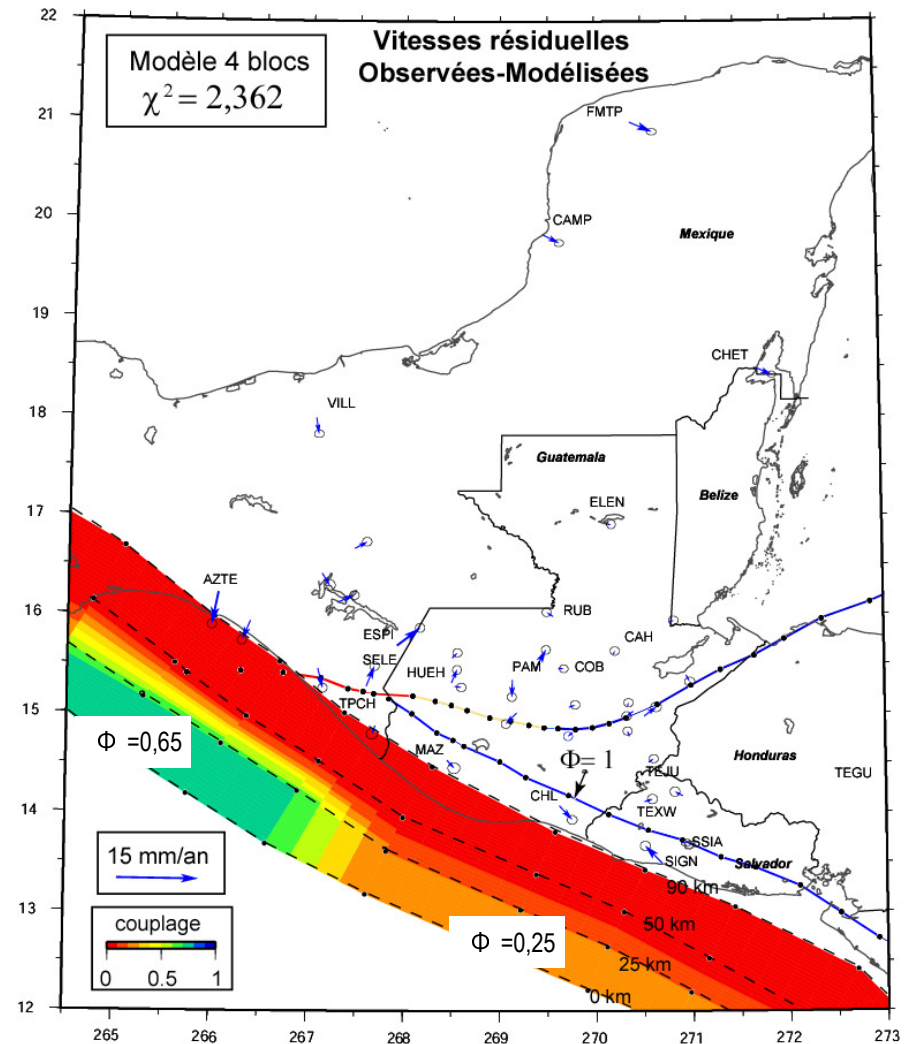 Vitesses résiduelles
Observées-Modélisées
Modèle 4 blocs
χ² = 2,362
22
21
20
19
18
17
16
15
14
13
12
FMTP
CAMP
Mexique
CHET
VILL
Guatemala
ELEN
Belize
AZTE
RUB
ESPI
CAH
SELE
HUEH
PAM
COB
TPCH
Φ =0,65
MAZ
Φ= 1
Honduras
TEJU
TEGU
CHL
TEXW
SSIA
SIGN
Salvador
15 mm/an
90 km
50 km
25 km
0 km
couplage
0 0.5 1
Φ =0,25
265 266 267 268 269 270 271 272 273